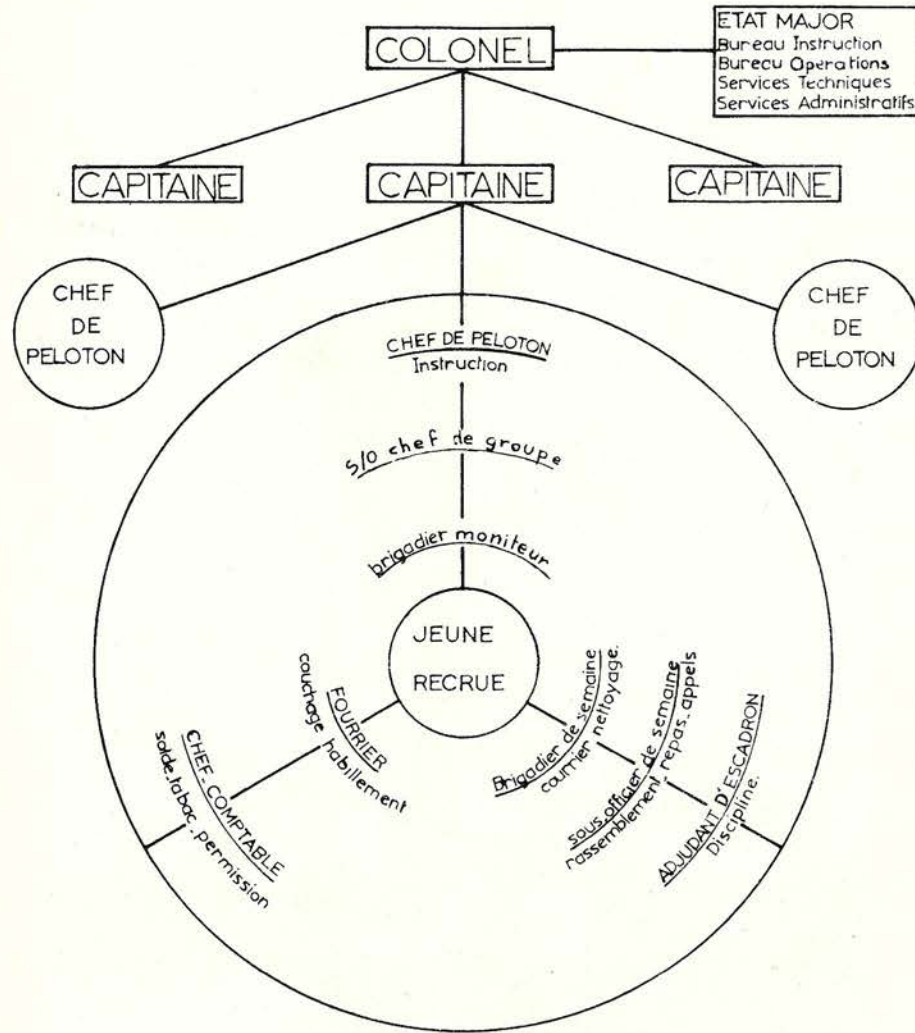 COLONEL
ETAT MAJOR
Bureau Instruction
Bureau Opérations
Services Techniques
Services Administratifs
CAPITAINE
CAPITAINE
CAPITAINE
CHEF
DE
PELOTON
CHEF
DE
PELOTON
CHEF DE PELOTON
Instruction
S/O chef de groupe
brigadier moniteur
JEUNE
RECRUE
FOURRIER
couchage habillement
CHEF-COMPTABLE
solde.tabac.permission
Brigadier de semaine
courrier nettoyage.
sous.officier de semaine
rassemblement.repas.appels
ADJUDANT D'ESCADRON
Discipline.